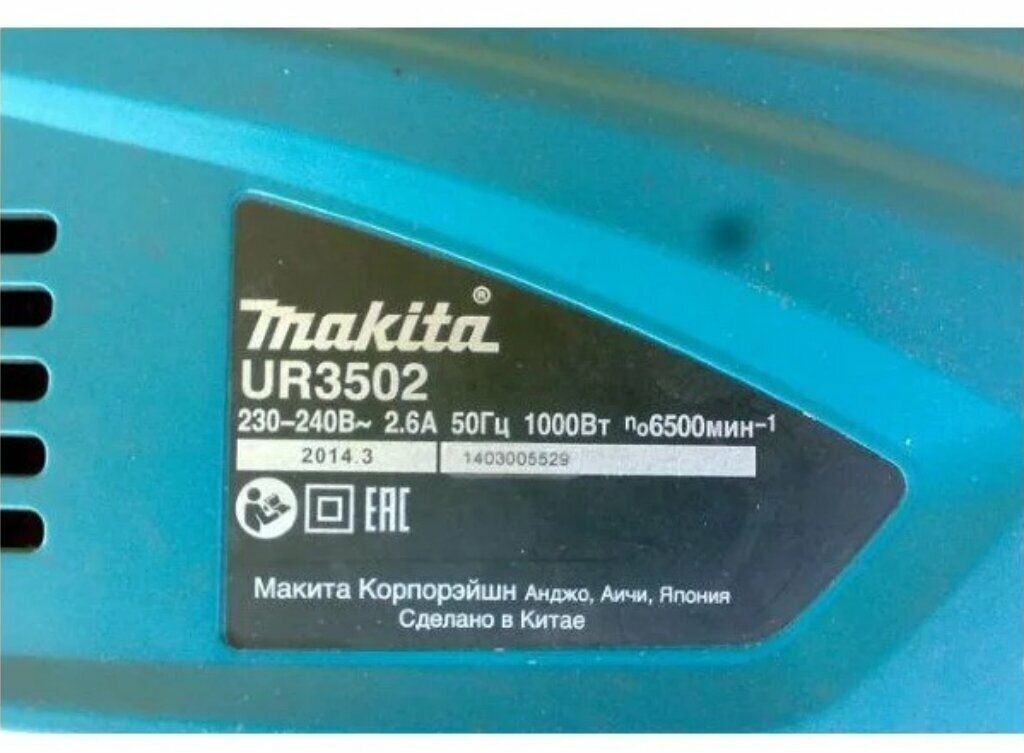 makita®
UR3502
230–240В~ 2.6А 50Гц 1000Вт n₀6500мин⁻¹
2014.3 1403005529
EAC
Макита Корпорэйшн Анджо, Аичи, Япония
Сделано в Китае